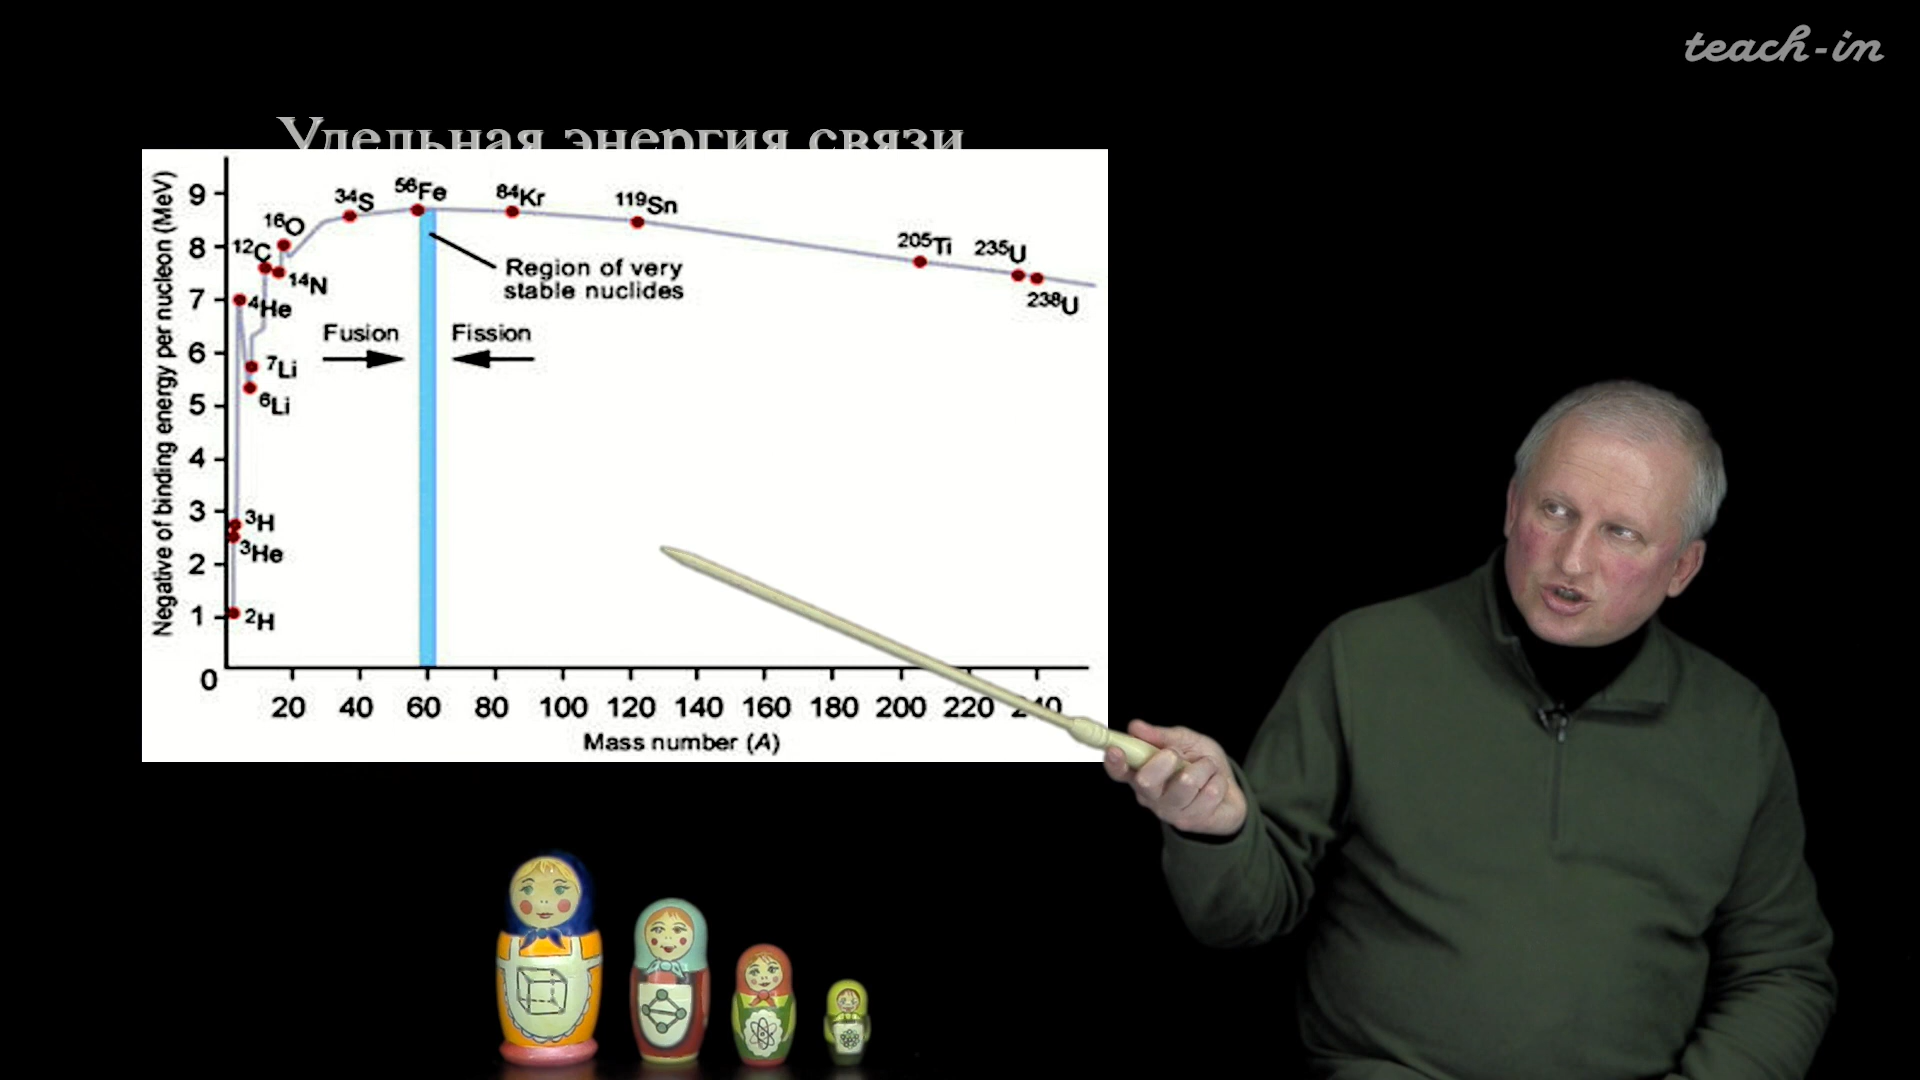 teach-in
Удельная энергия связи
Negative of binding energy per nucleon (MeV)
9
8
7
6
5
4
3
2
1
0
²H
³He
³H
⁶Li
⁷Li
⁴He
¹²C
¹⁴N
¹⁶O
³⁴S
⁵⁶Fe
⁸⁴Kr
¹¹⁹Sn
²⁰⁵Ti
²³⁵U
²³⁸U
Region of very
stable nuclides
Fusion
Fission
20 40 60 80 100 120 140 160 180 200 220 240
Mass number (A)